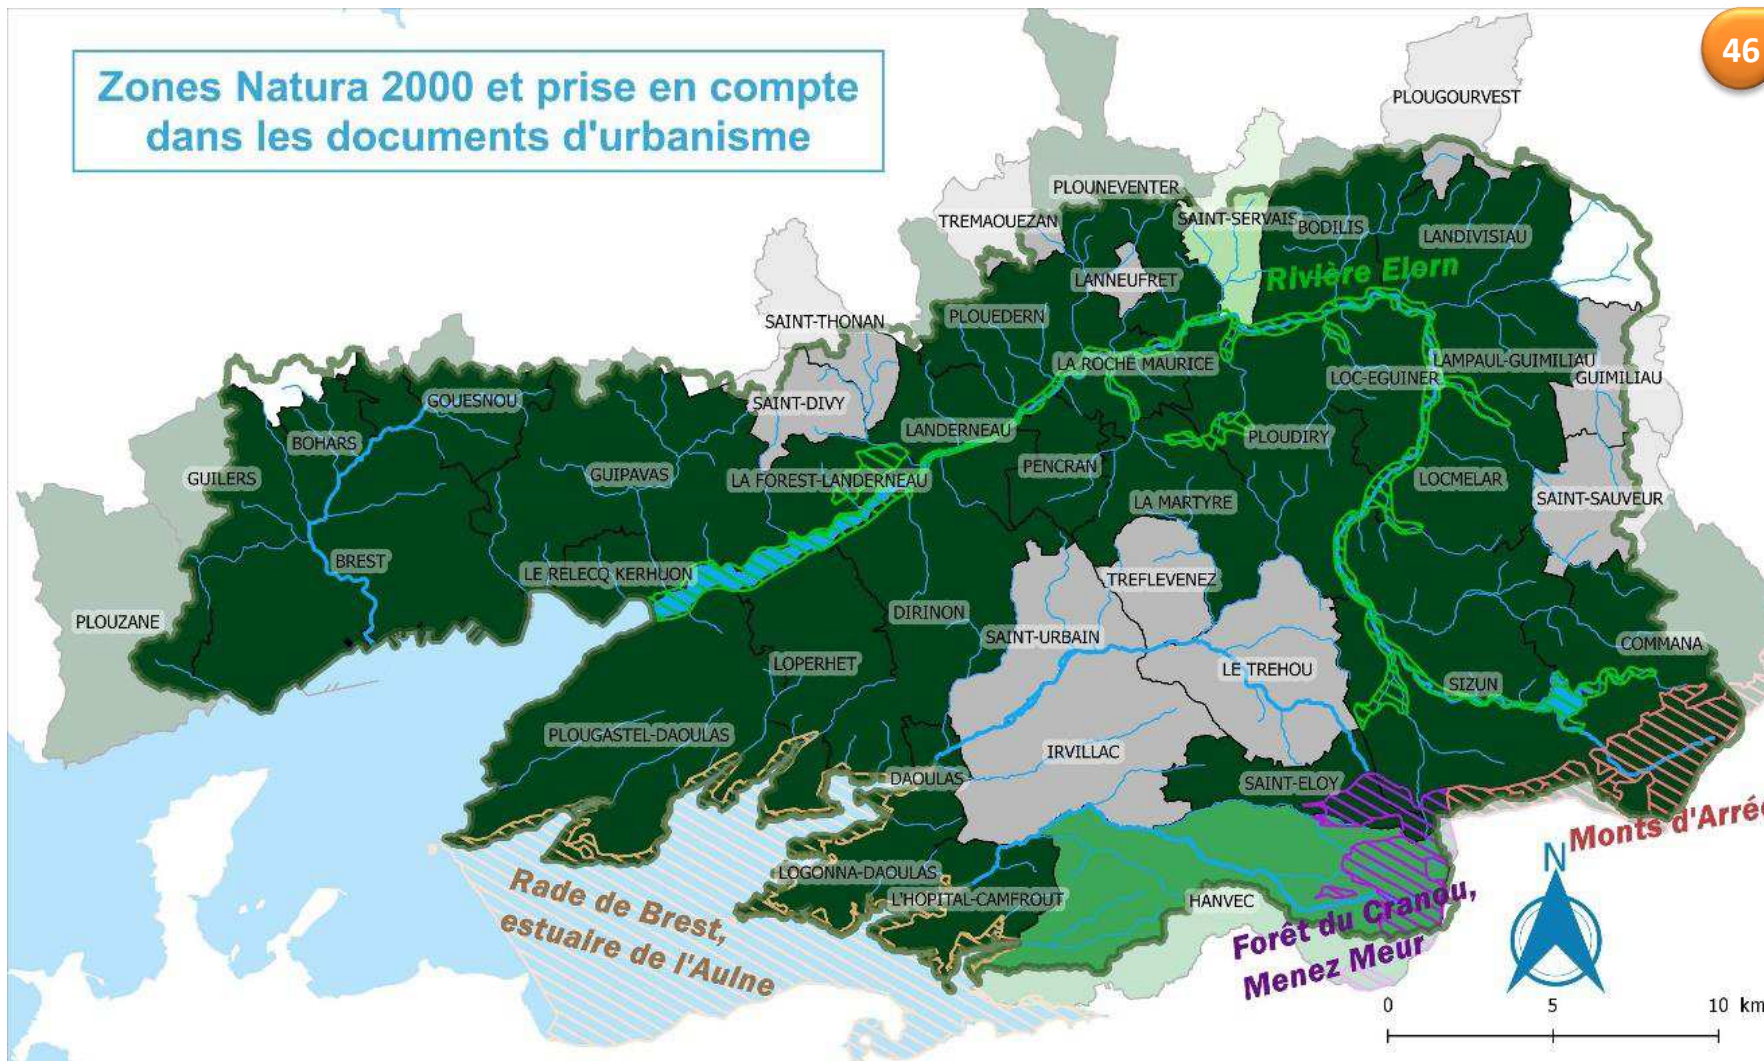 46
Zones Natura 2000 et prise en compte
dans les documents d'urbanisme
PLOUGOURVEST
PLOUNEVENTER
TREMAOUEZAN
SAINT-SERVAIS
BODILIS
LANDIVISIAU
Rivière Elorn
LANNEUFRET
PLOUEDERN
SAINT-THONAN
LA ROCHE MAURICE
LAMPAUL-GUIMILIAU
LOC-EGUINER
GUIMILIAU
GOUESNOU
SAINT-DIVY
LANDERNEAU
BOHARS
PLOUDIRY
PENCRAN
GUILERS
GUIPAVAS
LA FOREST-LANDERNEAU
LOCMELAR
LA MARTYRE
SAINT-SAUVEUR
BREST
LE RELECQ KERHUON
TREFLEVENEZ
PLOUZANE
DIRINON
SAINT-URBAIN
COMMANA
LOPERHET
LE TREHOU
SIZUN
PLOUGASTEL-DAOULAS
IRVILLAC
DAOULAS
SAINT-ELOY
Monts d'Arrée
LOGONNA-DAOULAS
L'HOPITAL-CAMFROUT
HANVEC
Rade de Brest,
estuaire de l'Aulne
Forêt du Cranou,
Menez Meur
N
0 5 10 km